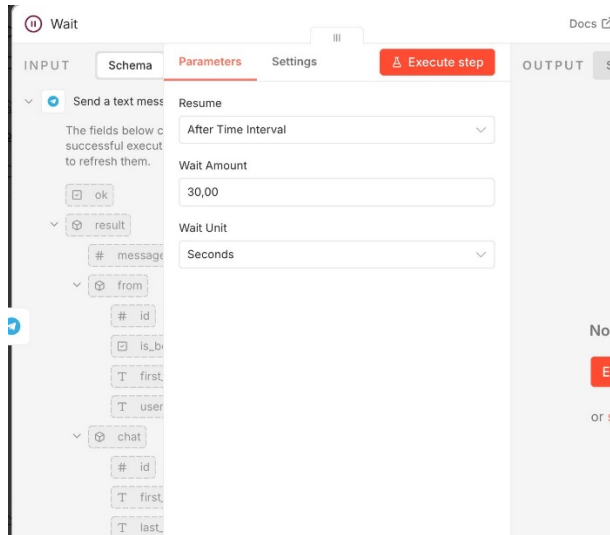 Wait
Docs
INPUT
Schema
Parameters
Settings
Execute step
OUTPUT
Send a text mess
The fields below c
successful execut
to refresh them.
ok
result
# message
from
# id
is_b
T first_
T user
chat
# id
T first_
T last_
Resume
After Time Interval
Wait Amount
30,00
Wait Unit
Seconds
No
E
or